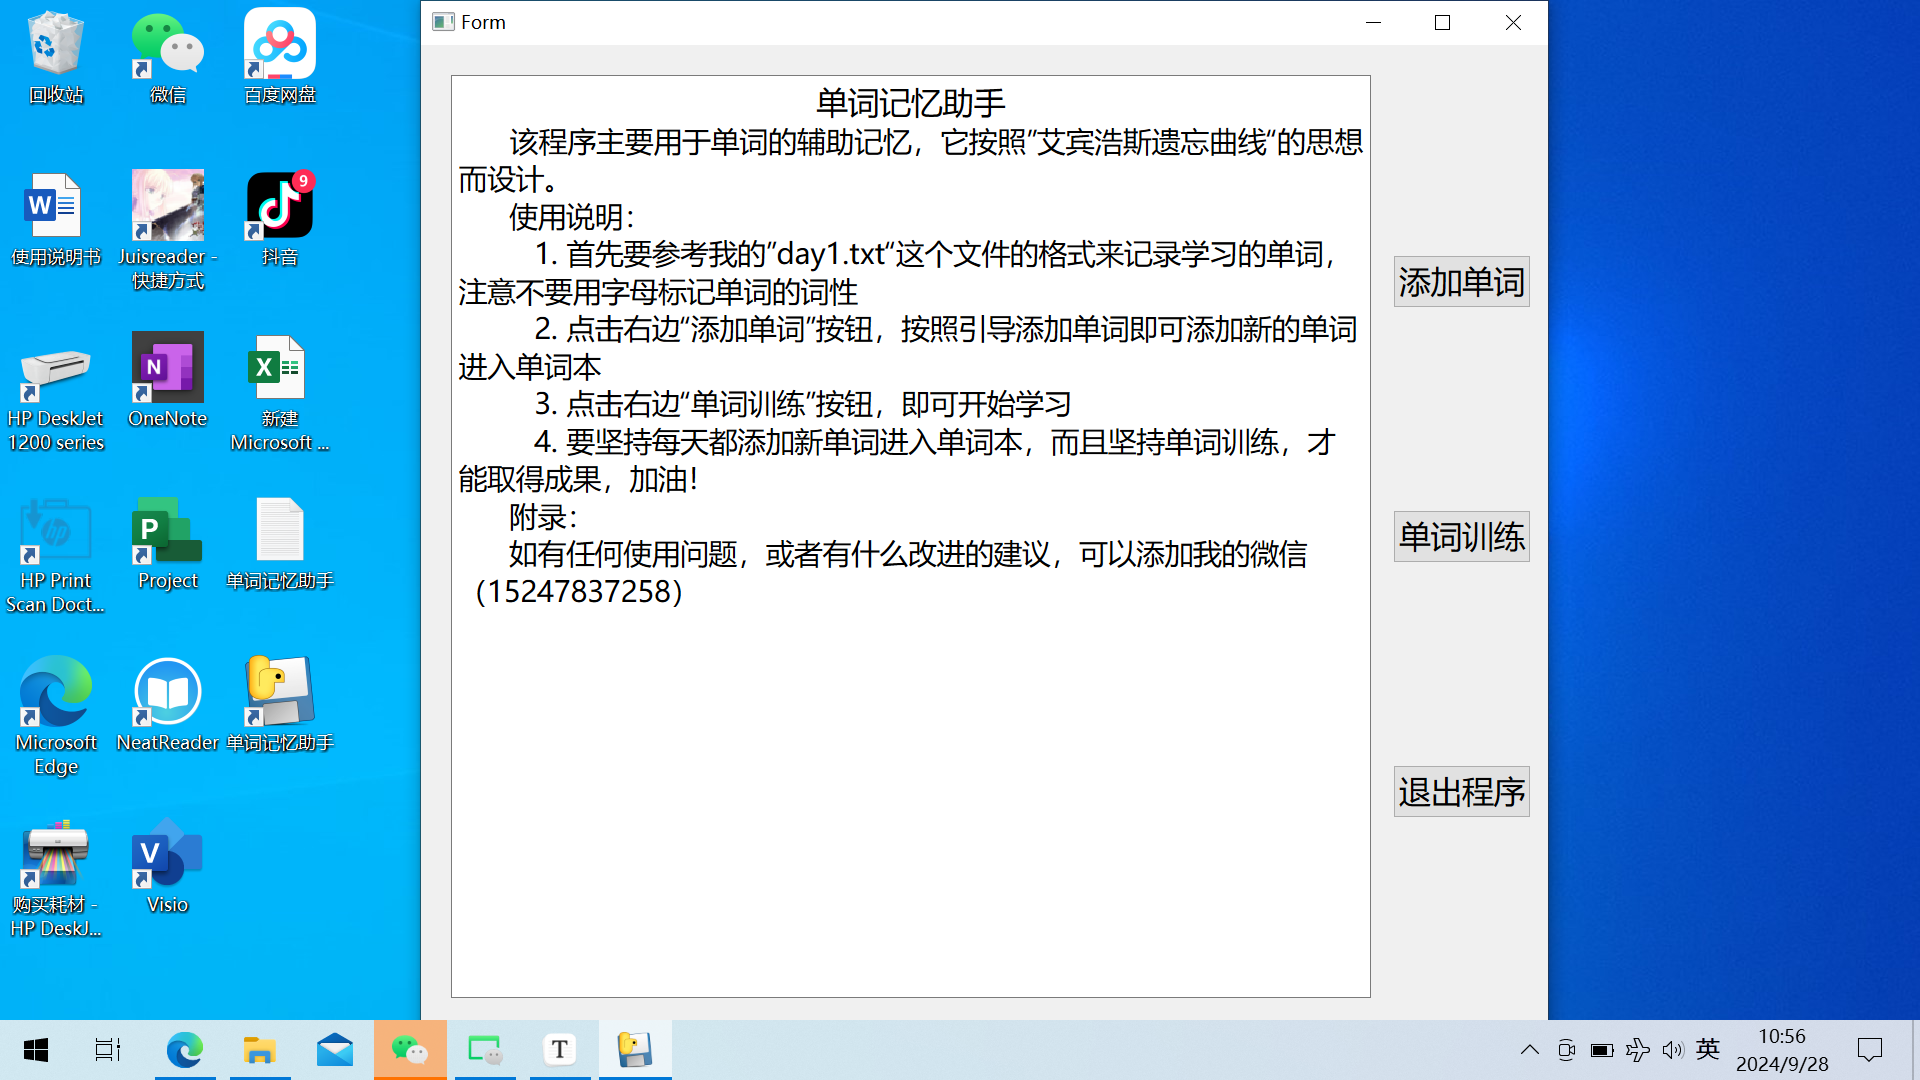 Form
单词记忆助手
该程序主要用于单词的辅助记忆，它按照”艾宾浩斯遗忘曲线“的思想
而设计。
使用说明：
1. 首先要参考我的”day1.txt“这个文件的格式来记录学习的单词，
注意不要用字母标记单词的词性
2. 点击右边“添加单词”按钮，按照引导添加单词即可添加新的单词
进入单词本
3. 点击右边“单词训练”按钮，即可开始学习
4. 要坚持每天都添加新单词进入单词本，而且坚持单词训练，才
能取得成果，加油！
附录：
如有任何使用问题，或者有什么改进的建议，可以添加我的微信
（15247837258）
添加单词
单词训练
退出程序
回收站
微信
百度网盘
使用说明书
Juisreader -
快捷方式
9
抖音
HP DeskJet
1200 series
OneNote
新建
Microsoft ...
HP Print
Scan Doct...
Project
单词记忆助手
Microsoft
Edge
NeatReader
单词记忆助手
购买耗材 -
HP DeskJ...
Visio
英
10:56
2024/9/28